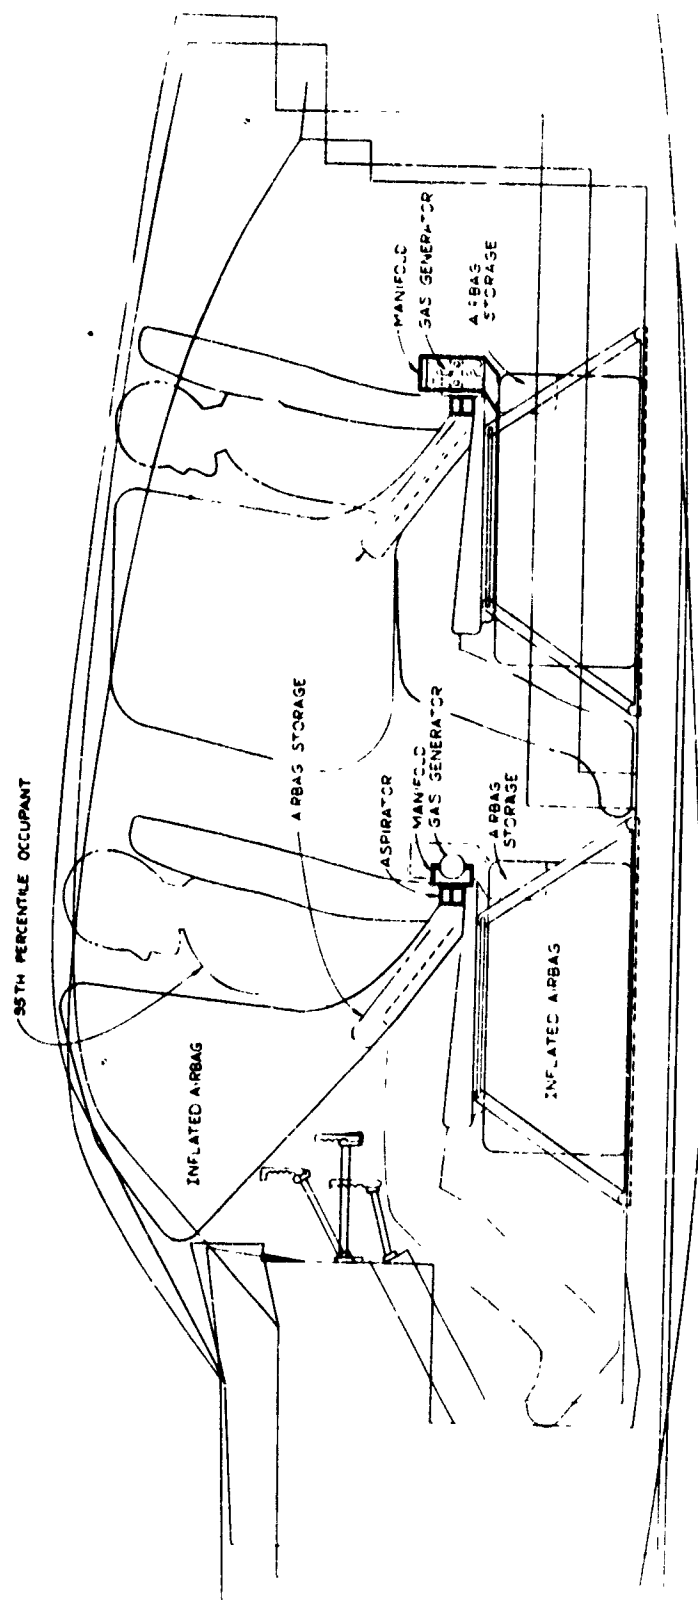 95TH PERCENTILE OCCUPANT
INFLATED AIRBAG
AIRBAG STORAGE
ASPIRATOR
MANIFOLD
GAS GENERATOR
AIRBAG
STORAGE
INFLATED AIRBAG
MANIFOLD
GAS GENERATOR
AIRBAG
STORAGE